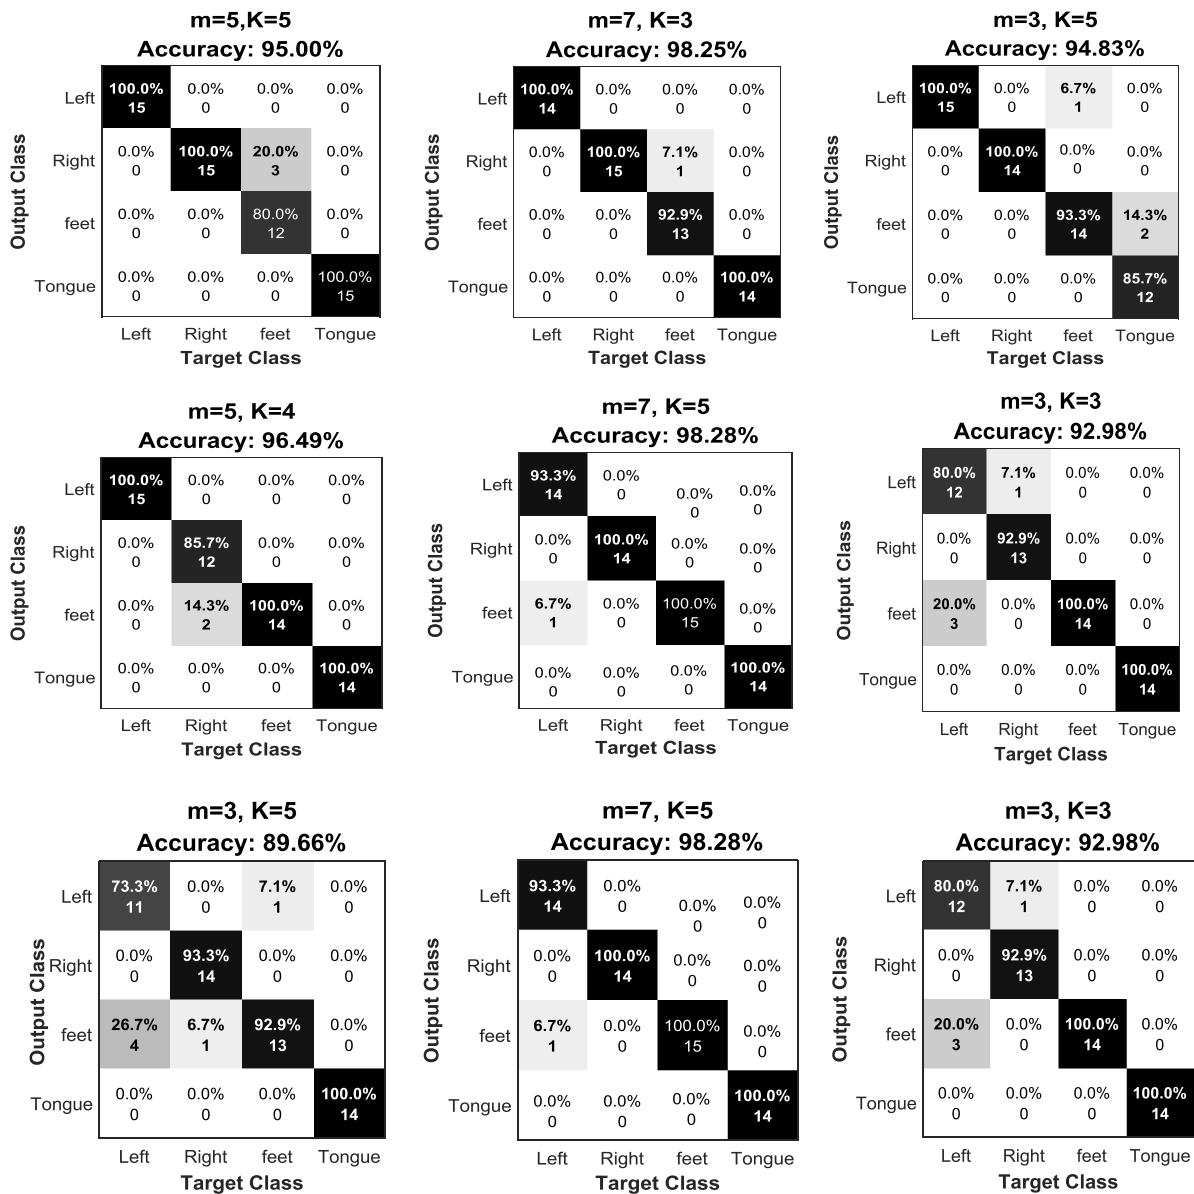 m=5,K=5
Accuracy: 95.00%
Output Class
Left 100.0% 0.0% 0.0% 0.0%
15 0 0 0
Right 0.0% 100.0% 20.0% 0.0%
0 15 3 0
feet 0.0% 0.0% 80.0% 0.0%
0 0 12 0
Tongue 0.0% 0.0% 0.0% 100.0%
0 0 0 15
Left Right feet Tongue
Target Class
m=7, K=3
Accuracy: 98.25%
Output Class
Left 100.0% 0.0% 0.0% 0.0%
14 0 0 0
Right 0.0% 100.0% 7.1% 0.0%
0 15 1 0
feet 0.0% 0.0% 92.9% 0.0%
0 0 13 0
Tongue 0.0% 0.0% 0.0% 100.0%
0 0 0 14
Left Right feet Tongue
Target Class
m=3, K=5
Accuracy: 94.83%
Output Class
Left 100.0% 0.0% 6.7% 0.0%
15 0 1 0
Right 0.0% 100.0% 0.0% 0.0%
0 14 0 0
feet 0.0% 0.0% 93.3% 14.3%
0 0 14 2
Tongue 0.0% 0.0% 0.0% 85.7%
0 0 0 12
Left Right feet Tongue
Target Class
m=5, K=4
Accuracy: 96.49%
Output Class
Left 100.0% 0.0% 0.0% 0.0%
15 0 0 0
Right 0.0% 85.7% 0.0% 0.0%
0 12 0 0
feet 0.0% 14.3% 100.0% 0.0%
0 2 14 0
Tongue 0.0% 0.0% 0.0% 100.0%
0 0 0 14
Left Right feet Tongue
Target Class
m=7, K=5
Accuracy: 98.28%
Output Class
Left 93.3% 0.0% 0.0% 0.0%
14 0 0 0
Right 0.0% 100.0% 0.0% 0.0%
0 14 0 0
feet 6.7% 0.0% 100.0% 0.0%
1 0 15 0
Tongue 0.0% 0.0% 0.0% 100.0%
0 0 0 14
Left Right feet Tongue
Target Class
m=3, K=3
Accuracy: 92.98%
Output Class
Left 80.0% 7.1% 0.0% 0.0%
12 1 0 0
Right 0.0% 92.9% 0.0% 0.0%
0 13 0 0
feet 20.0% 0.0% 100.0% 0.0%
3 0 14 0
Tongue 0.0% 0.0% 0.0% 100.0%
0 0 0 14
Left Right feet Tongue
Target Class
m=3, K=5
Accuracy: 89.66%
Output Class
Left 73.3% 0.0% 7.1% 0.0%
11 0 1 0
Right 0.0% 93.3% 0.0% 0.0%
0 14 0 0
feet 26.7% 6.7% 92.9% 0.0%
4 1 13 0
Tongue 0.0% 0.0% 0.0% 100.0%
0 0 0 14
Left Right feet Tongue
Target Class
m=7, K=5
Accuracy: 98.28%
Output Class
Left 93.3% 0.0% 0.0% 0.0%
14 0 0 0
Right 0.0% 100.0% 0.0% 0.0%
0 14 0 0
feet 6.7% 0.0% 100.0% 0.0%
1 0 15 0
Tongue 0.0% 0.0% 0.0% 100.0%
0 0 0 14
Left Right feet Tongue
Target Class
m=3, K=3
Accuracy: 92.98%
Output Class
Left 80.0% 7.1% 0.0% 0.0%
12 1 0 0
Right 0.0% 92.9% 0.0% 0.0%
0 13 0 0
feet 20.0% 0.0% 100.0% 0.0%
3 0 14 0
Tongue 0.0% 0.0% 0.0% 100.0%
0 0 0 14
Left Right feet Tongue
Target Class